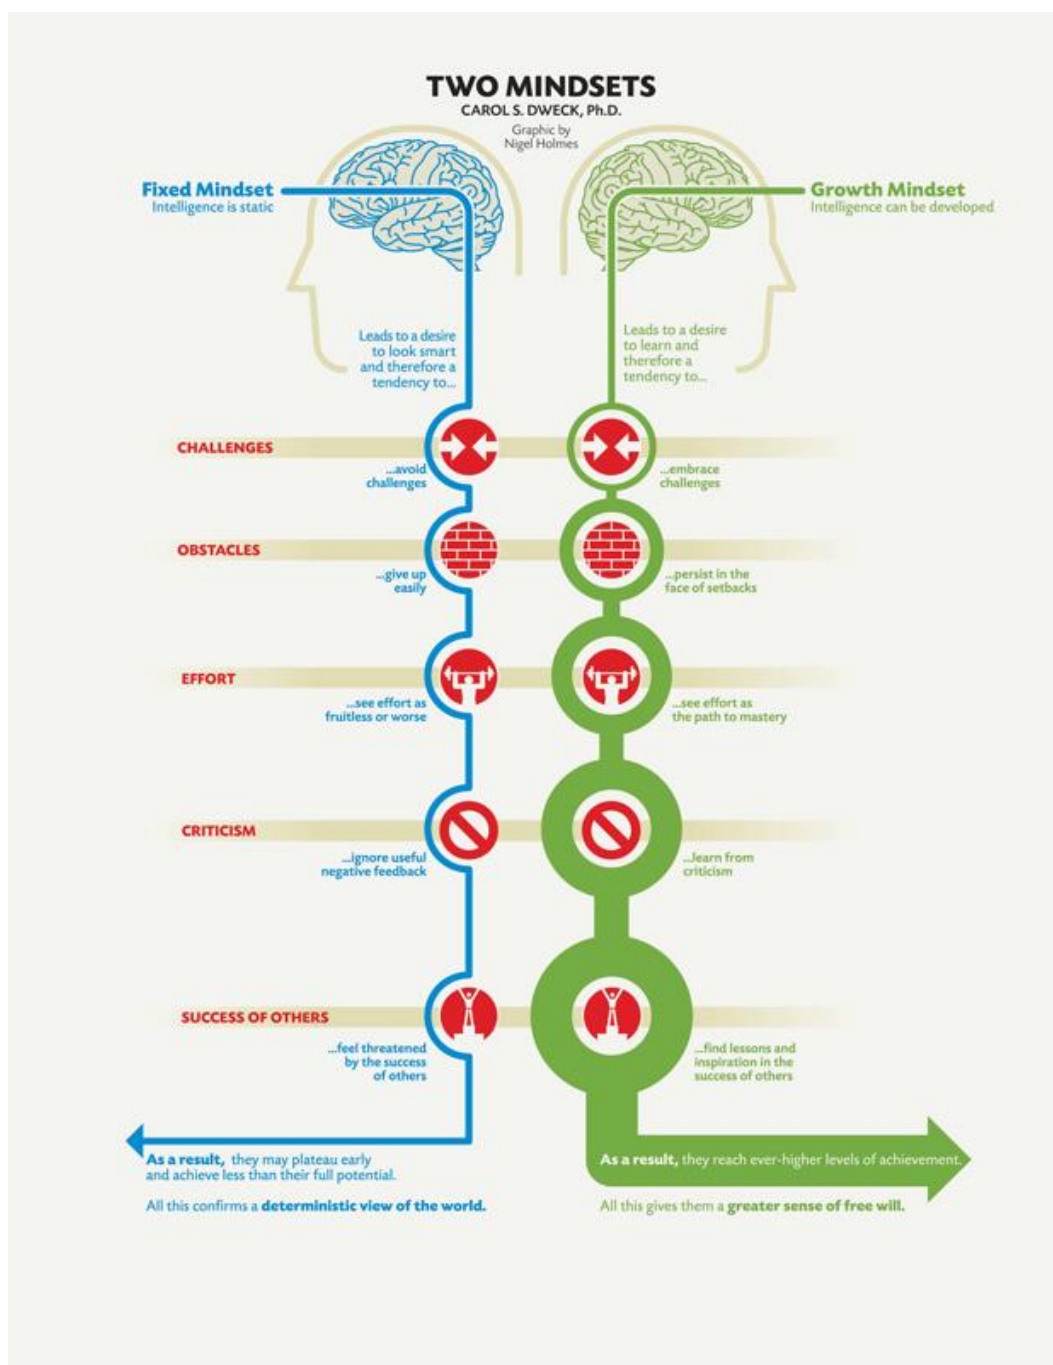 TWO MINDSETS
CAROL S. DWECK, Ph.D.
Graphic by
Nigel Holmes
Fixed Mindset
Intelligence is static
Growth Mindset
Intelligence can be developed
Leads to a desire
to look smart
and therefore a
tendency to...
Leads to a desire
to learn and
therefore a
tendency to...
CHALLENGES
...avoid
challenges
...embrace
challenges
OBSTACLES
...give up
easily
...persist in the
face of setbacks
EFFORT
...see effort as
fruitless or worse
...see effort as
the path to mastery
CRITICISM
...ignore useful
negative feedback
...learn from
criticism
SUCCESS OF OTHERS
...feel threatened
by the success
of others
...find lessons and
inspiration in the
success of others
As a result, they may plateau early
and achieve less than their full potential.
All this confirms a deterministic view of the world.
As a result, they reach ever-higher levels of achievement.
All this gives them a greater sense of free will.